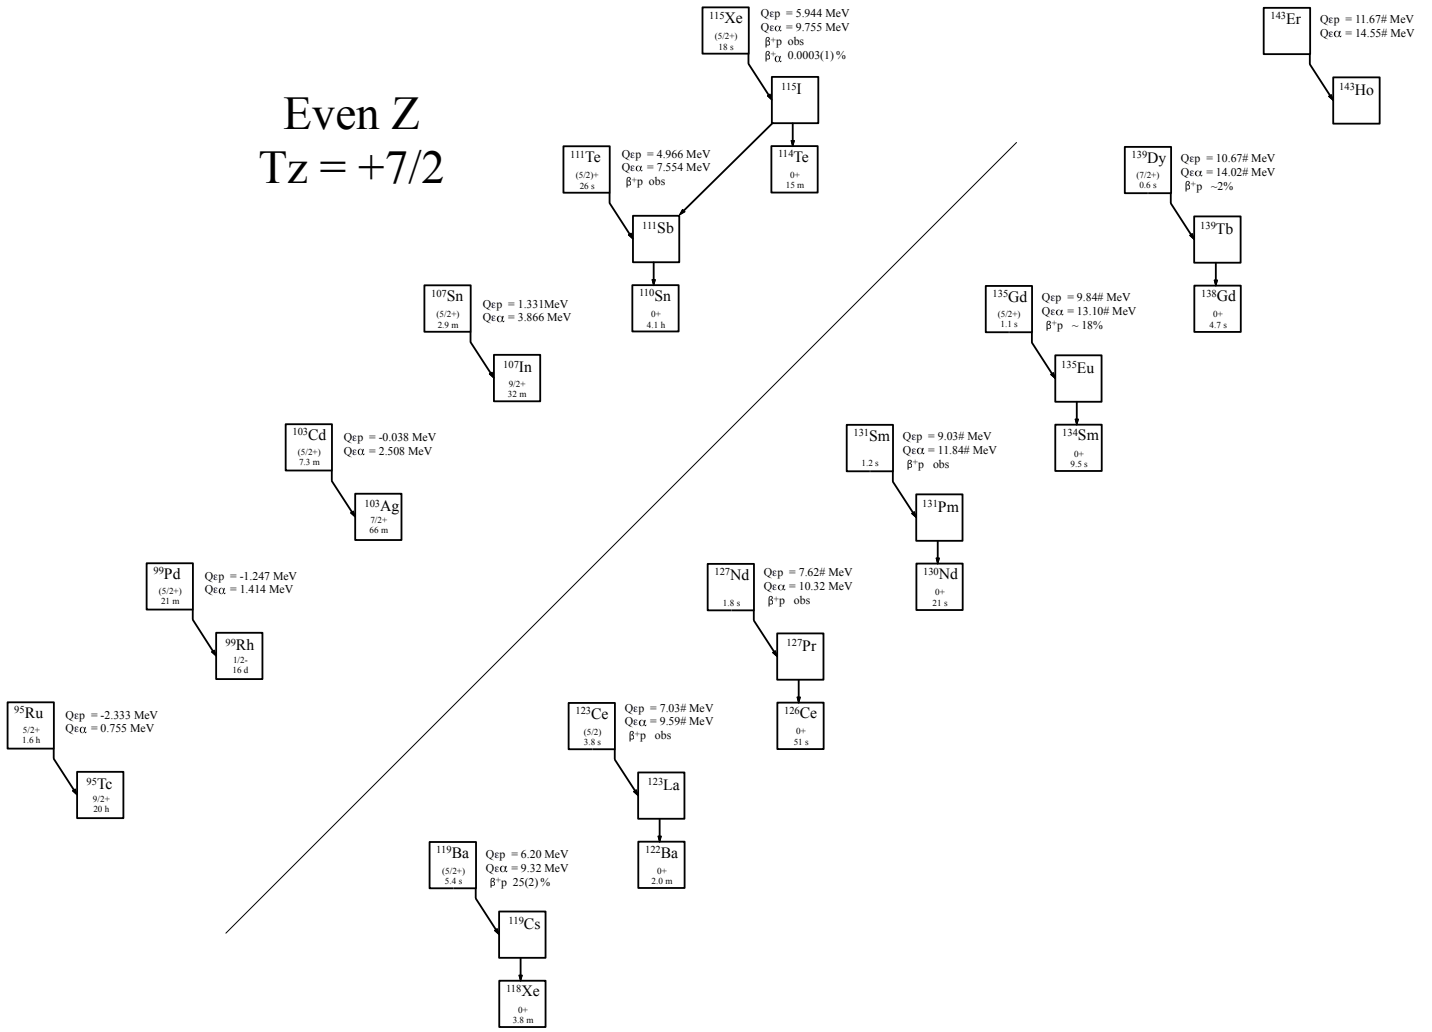 Even Z
Tz = +7/2
¹¹⁵Xe
(5/2+)
18 s
Qεp = 5.944 MeV
Qεα = 9.755 MeV
β⁺p obs
β⁺α 0.0003(1) %
¹¹⁵I
¹¹⁴Te
0+
15 m
¹¹¹Te
(5/2)+
26 s
Qεp = 4.966 MeV
Qεα = 7.554 MeV
β⁺p obs
¹¹¹Sb
¹¹⁰Sn
0+
4.1 h
¹⁰⁷Sn
(5/2+)
2.9 m
Qεp = 1.331MeV
Qεα = 3.866 MeV
¹⁰⁷In
9/2+
32 m
¹⁰³Cd
(5/2+)
7.3 m
Qεp = -0.038 MeV
Qεα = 2.508 MeV
¹⁰³Ag
7/2+
66 m
⁹⁹Pd
(5/2+)
21 m
Qεp = -1.247 MeV
Qεα = 1.414 MeV
⁹⁹Rh
1/2-
16 d
⁹⁵Ru
5/2+
1.6 h
Qεp = -2.333 MeV
Qεα = 0.755 MeV
⁹⁵Tc
9/2+
20 h
¹⁴³Er
Qεp = 11.67# MeV
Qεα = 14.55# MeV
¹⁴³Ho
¹³⁹Dy
(7/2+)
0.6 s
Qεp = 10.67# MeV
Qεα = 14.02# MeV
β⁺p ~2%
¹³⁹Tb
¹³⁸Gd
0+
4.7 s
¹³⁵Gd
(5/2+)
1.1 s
Qεp = 9.84# MeV
Qεα = 13.10# MeV
β⁺p ~ 18%
¹³⁵Eu
¹³⁴Sm
0+
9.5 s
¹³¹Sm
1.2 s
Qεp = 9.03# MeV
Qεα = 11.84# MeV
β⁺p obs
¹³¹Pm
¹³⁰Nd
0+
21 s
¹²⁷Nd
1.8 s
Qεp = 7.62# MeV
Qεα = 10.32 MeV
β⁺p obs
¹²⁷Pr
¹²⁶Ce
0+
51 s
¹²³Ce
(5/2)
3.8 s
Qεp = 7.03# MeV
Qεα = 9.59# MeV
β⁺p obs
¹²³La
¹²²Ba
0+
2.0 m
¹¹⁹Ba
(5/2+)
5.4 s
Qεp = 6.20 MeV
Qεα = 9.32 MeV
β⁺p 25(2) %
¹¹⁹Cs
¹¹⁸Xe
0+
3.8 m